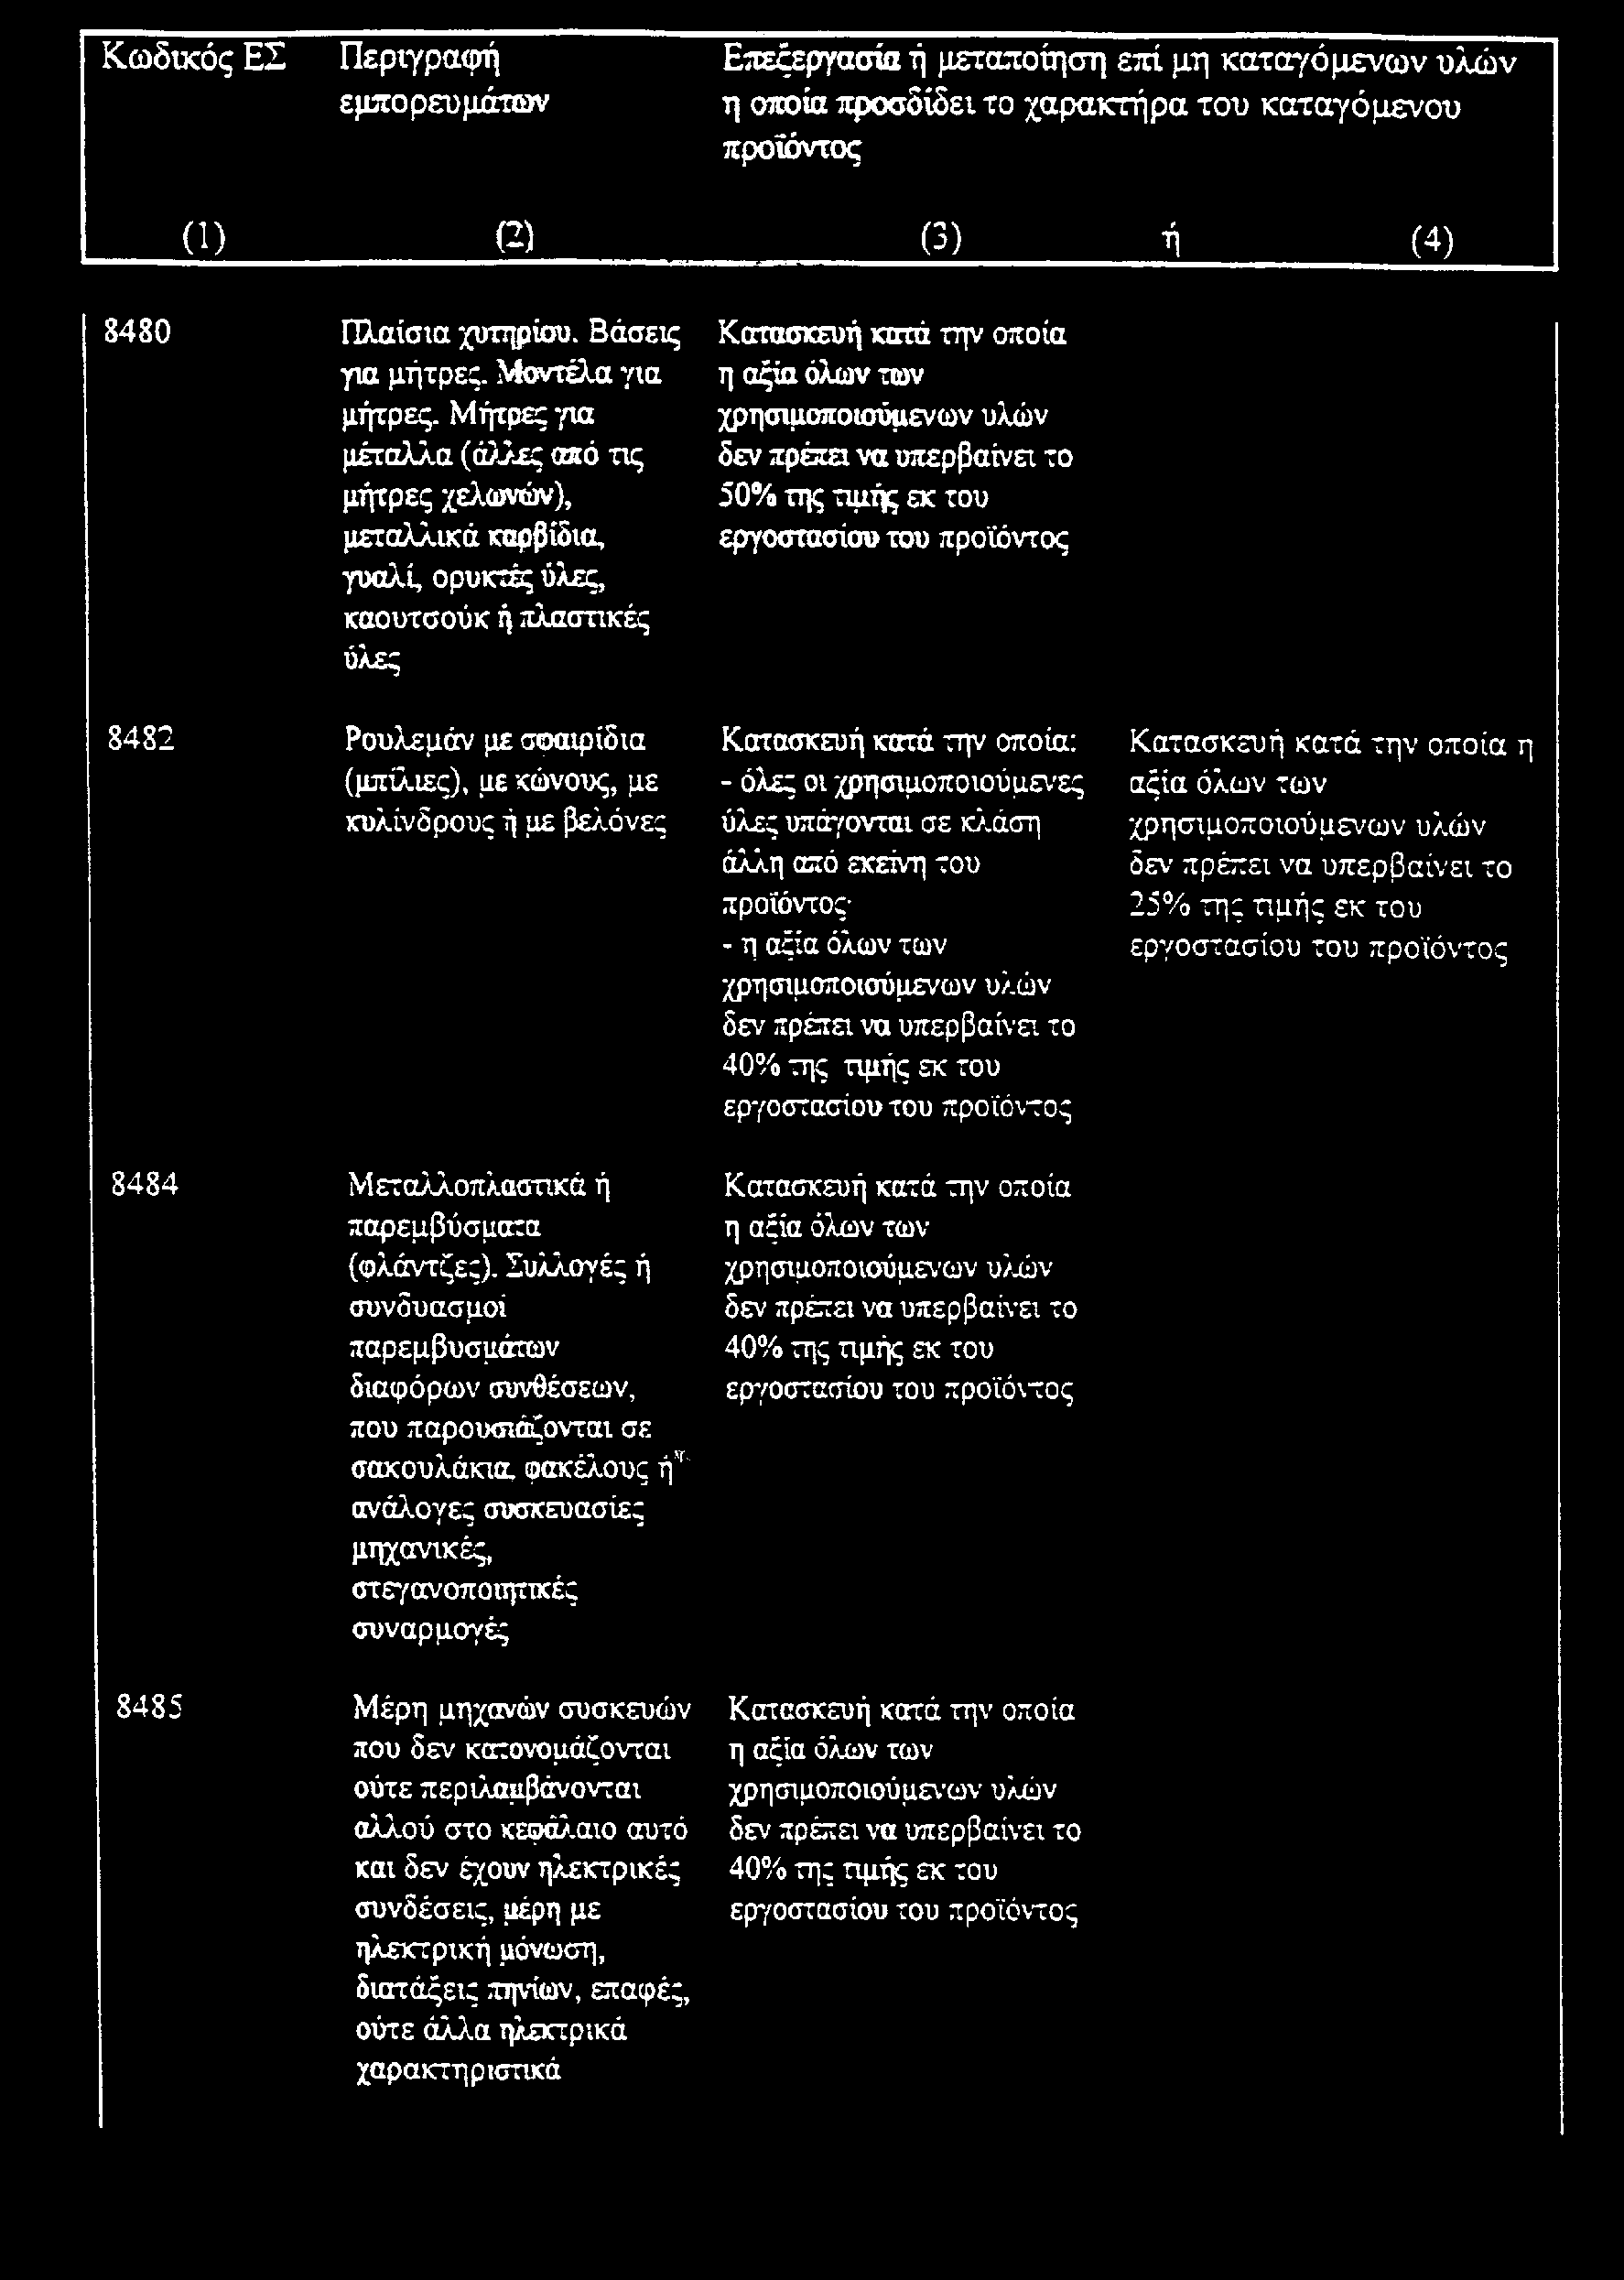 Κωδικός ΕΣ
Περιγραφή
εμπορευμάτων
Επεξεργασία ή μεταποίηση επί μη καταγόμενων υλών
η οποία προσδίδει το χαρακτήρα του καταγόμενου
προϊόντος
(1) (2) (3) ή (4)
8480
Πλαίσια χυτηρίου. Βάσεις
για μήτρες. Μοντέλα για
μήτρες. Μήτρες για
μέταλλα (άλλες από τις
μήτρες χελωνών),
μεταλλικά καρβίδια,
γυαλί, ορυκτές ύλες,
καουτσούκ ή πλαστικές
ύλες
Κατασκευή κατά την οποία
η αξία όλων των
χρησιμοποιούμενων υλών
δεν πρέπει να υπερβαίνει το
50% της τιμής εκ του
εργοστασίου του προϊόντος
8482
Ρουλεμάν με σφαιρίδια
(μπίλιες), με κώνους, με
κυλίνδρους ή με βελόνες
Κατασκευή κατά την οποία:
- όλες οι χρησιμοποιούμενες
ύλες υπάγονται σε κλάση
άλλη από εκείνη του
προϊόντος·
- η αξία όλων των
χρησιμοποιούμενων υλών
δεν πρέπει να υπερβαίνει το
40% της τιμής εκ του
εργοστασίου του προϊόντος
Κατασκευή κατά την οποία η
αξία όλων των
χρησιμοποιούμενων υλών
δεν πρέπει να υπερβαίνει το
25% της τιμής εκ του
εργοστασίου του προϊόντος
8484
Μεταλλοπλαστικά ή
παρεμβύσματα
(φλάντζες). Συλλογές ή
συνδυασμοί
παρεμβυσμάτων
διαφόρων συνθέσεων,
που παρουσιάζονται σε
σακουλάκια, φακέλους ή
ανάλογες συσκευασίες
μηχανικές,
στεγανοποιητικές
συναρμογές
Κατασκευή κατά την οποία
η αξία όλων των
χρησιμοποιούμενων υλών
δεν πρέπει να υπερβαίνει το
40% της τιμής εκ του
εργοστασίου του προϊόντος
8485
Μέρη μηχανών συσκευών
που δεν κατονομάζονται
ούτε περιλαμβάνονται
αλλού στο κεφάλαιο αυτό
και δεν έχουν ηλεκτρικές
συνδέσεις, μέρη με
ηλεκτρική μόνωση,
διατάξεις πηνίων, επαφές,
ούτε άλλα ηλεκτρικά
χαρακτηριστικά
Κατασκευή κατά την οποία
η αξία όλων των
χρησιμοποιούμενων υλών
δεν πρέπει να υπερβαίνει το
40% της τιμής εκ του
εργοστασίου του προϊόντος